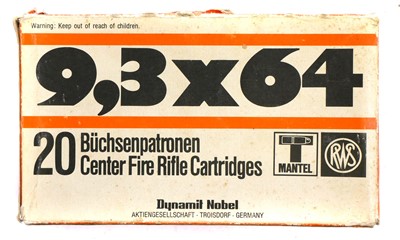 Warning: Keep out of reach of children.
9,3x64
20 Büchsenpatronen
Center Fire Rifle Cartridges
T
MANTEL
RWS
Dynamit Nobel
AKTIENGESELLSCHAFT · TROISDORF · GERMANY